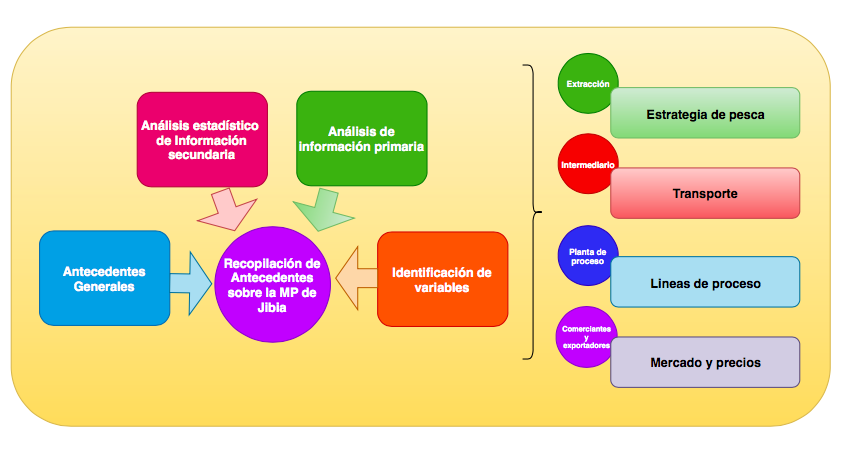 Análisis estadístico
de Información
secundaria
Análisis de
información primaria
Antecedentes
Generales
Recopilación de
Antecedentes
sobre la MP de
Jibia
Identificación de
variables
Extracción
Estrategia de pesca
Intermediario
Transporte
Planta de
proceso
Lineas de proceso
Comerciantes
y
exportadores
Mercado y precios